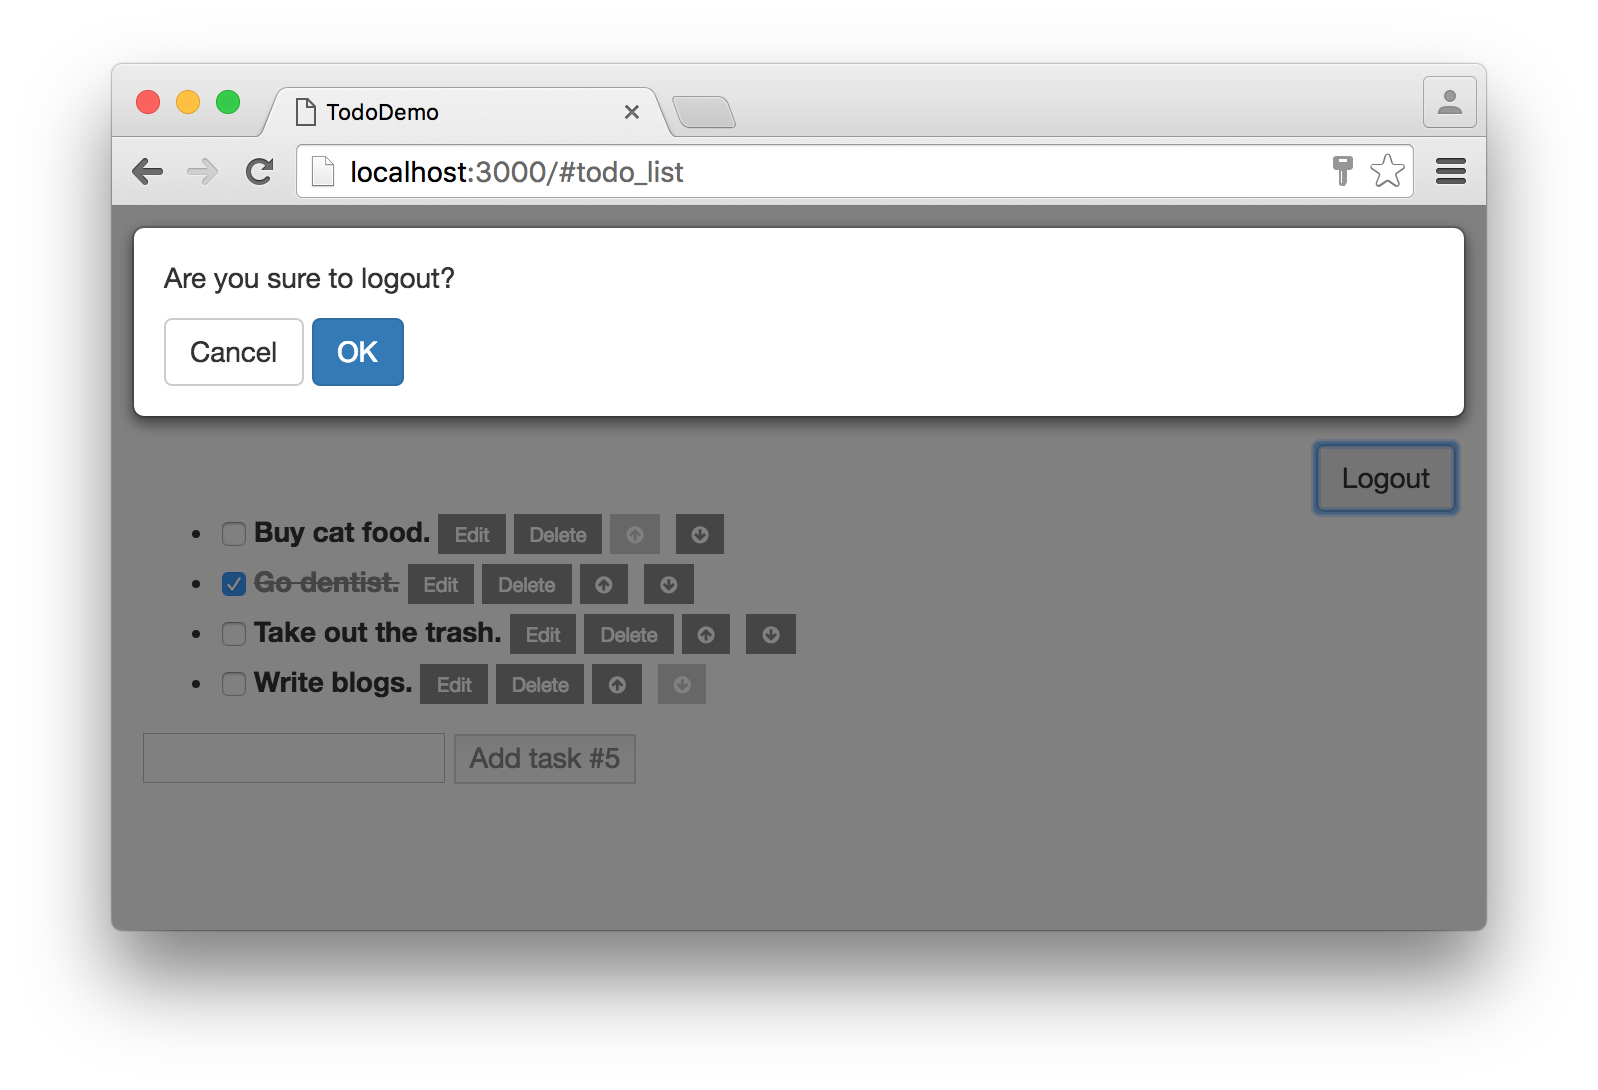 TodoDemo
localhost:3000/#todo_list
Are you sure to logout?
Cancel OK
Logout
Buy cat food. Edit Delete
Go dentist. Edit Delete
Take out the trash. Edit Delete
Write blogs. Edit Delete
Add task #5